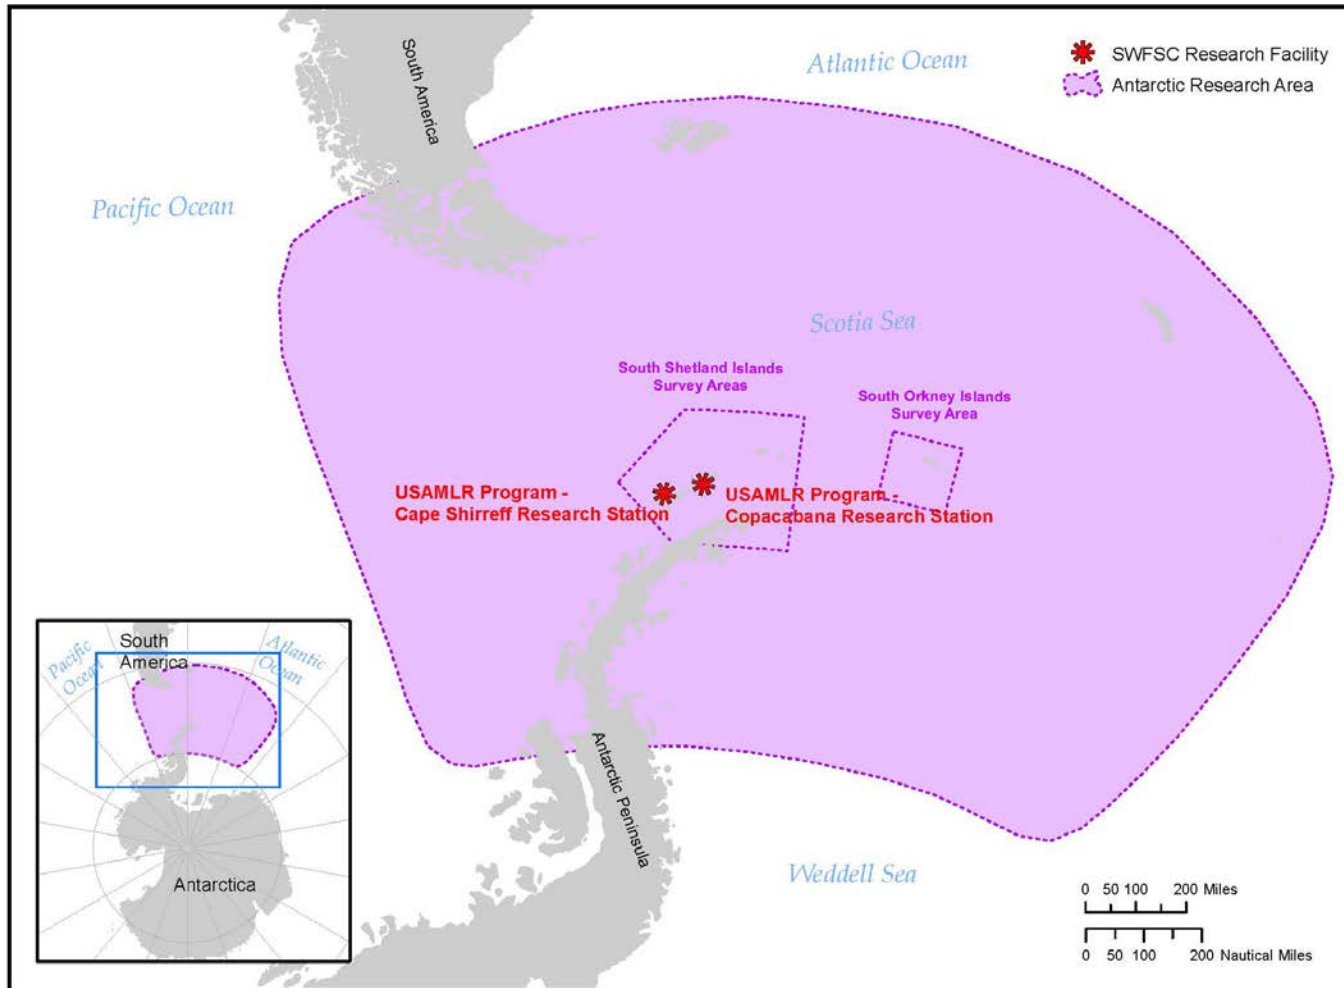 South America
Atlantic Ocean
SWFSC Research Facility
Antarctic Research Area
Pacific Ocean
Scotia Sea
South Shetland Islands
Survey Areas
South Orkney Islands
Survey Area
USAMLR Program -
Cape Shirreff Research Station
USAMLR Program -
Copacabana Research Station
Antarctic Peninsula
Weddell Sea
South
America
Pacific
Ocean
Atlantic
Ocean
Antarctica
0 50 100 200 Miles
0 50 100 200 Nautical Miles